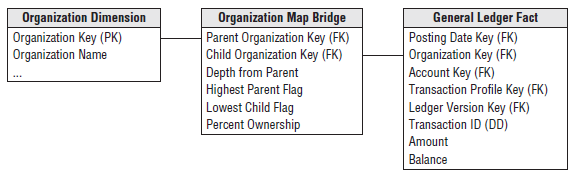 Organization Dimension
Organization Key (PK)
Organization Name
...
Organization Map Bridge
Parent Organization Key (FK)
Child Organization Key (FK)
Depth from Parent
Highest Parent Flag
Lowest Child Flag
Percent Ownership
General Ledger Fact
Posting Date Key (FK)
Organization Key (FK)
Account Key (FK)
Transaction Profile Key (FK)
Ledger Version Key (FK)
Transaction ID (DD)
Amount
Balance